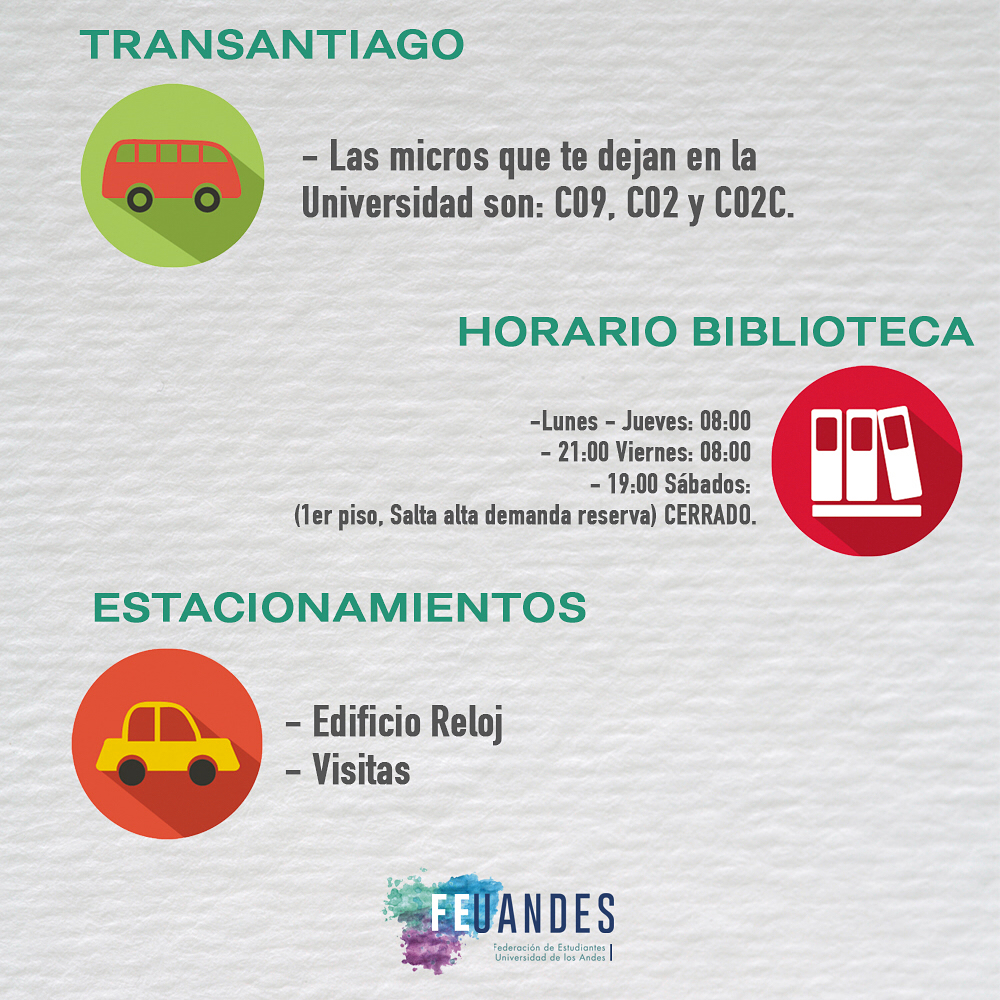 TRANSANTIAGO
- Las micros que te dejan en la
Universidad son: C09, C02 y C02C.
HORARIO BIBLIOTECA
-Lunes - Jueves: 08:00
- 21:00 Viernes: 08:00
- 19:00 Sábados:
(1er piso, Salta alta demanda reserva) CERRADO.
ESTACIONAMIENTOS
- Edificio Reloj
- Visitas
FEUANDES
Federación de Estudiantes
Universidad de los Andes